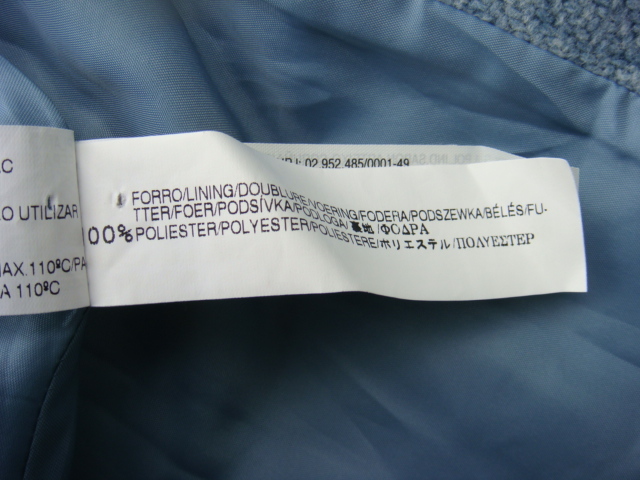 C
O UTILIZAR
AX.110ºC/PA
A 110ºC
: 02.952.485/0001-49
FORRO/LINING/DOUBLURE/VOERING/FODERA/PODSZEWKA/BÉLÉS/FU-
TTER/FOER/PODSÍVKA/PODLOGA/裏地/ΦΟΔΡΑ
00% POLIESTER/POLYESTER/POLIESTERE/ポリエステル/ΠΟΛΥΕΣΤΕΡ